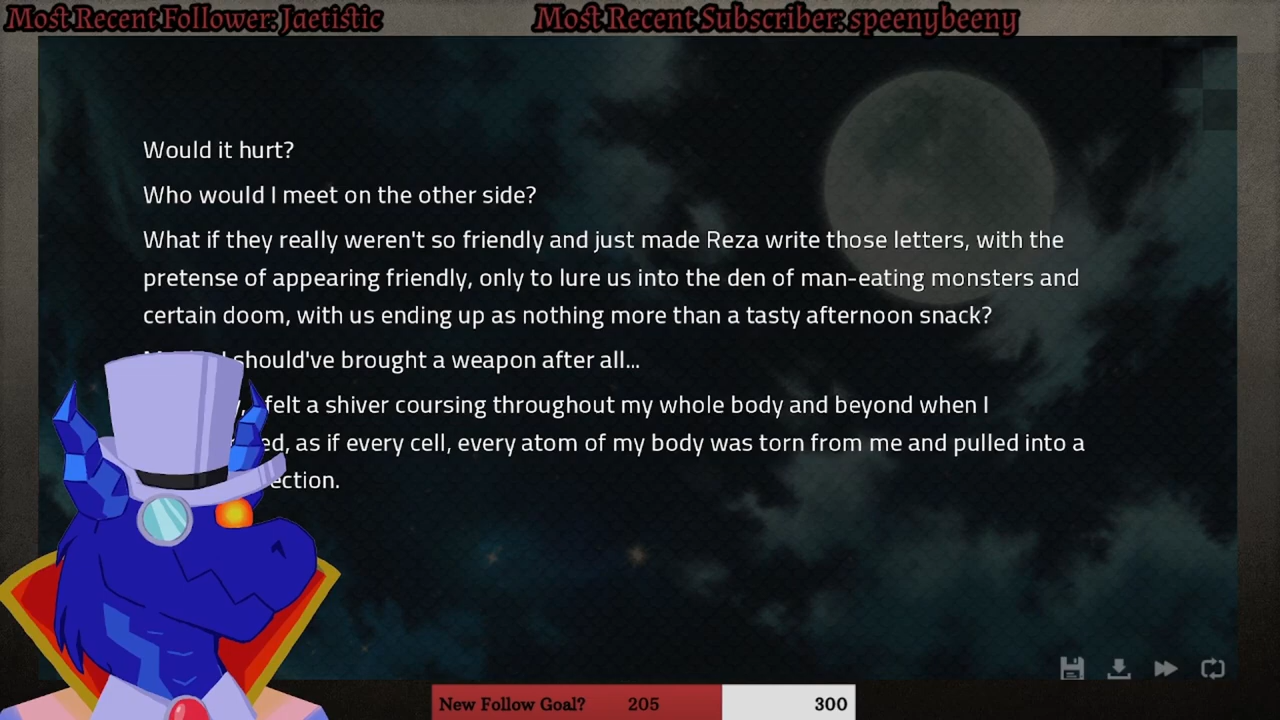 Most Recent Follower: Jaetistic
Most Recent Subscriber: speenybeeny
Would it hurt?
Who would I meet on the other side?
What if they really weren't so friendly and just made Reza write those letters, with the
pretense of appearing friendly, only to lure us into the den of man-eating monsters and
certain doom, with us ending up as nothing more than a tasty afternoon snack?
should've brought a weapon after all...
felt a shiver coursing throughout my whole body and beyond when I
as if every cell, every atom of my body was torn from me and pulled into a
New Follow Goal? 205 300